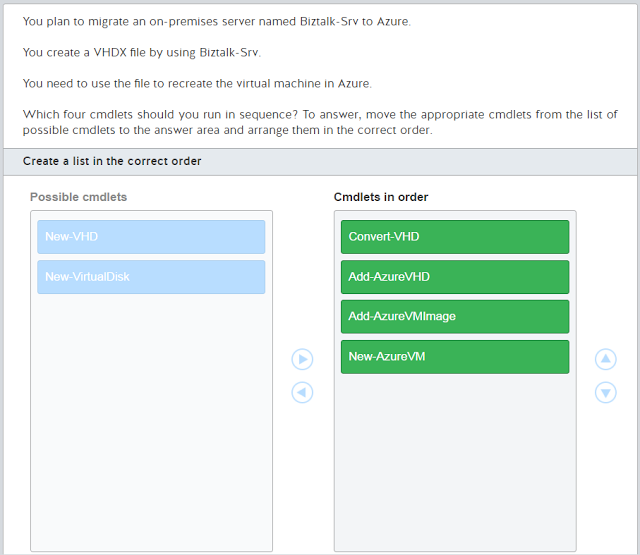 You plan to migrate an on-premises server named Biztalk-Srv to Azure.
You create a VHDX file by using Biztalk-Srv.
You need to use the file to recreate the virtual machine in Azure.
Which four cmdlets should you run in sequence? To answer, move the appropriate cmdlets from the list of
possible cmdlets to the answer area and arrange them in the correct order.
Create a list in the correct order
Possible cmdlets
New-VHD
New-VirtualDisk
Cmdlets in order
Convert-VHD
Add-AzureVHD
Add-AzureVMImage
New-AzureVM